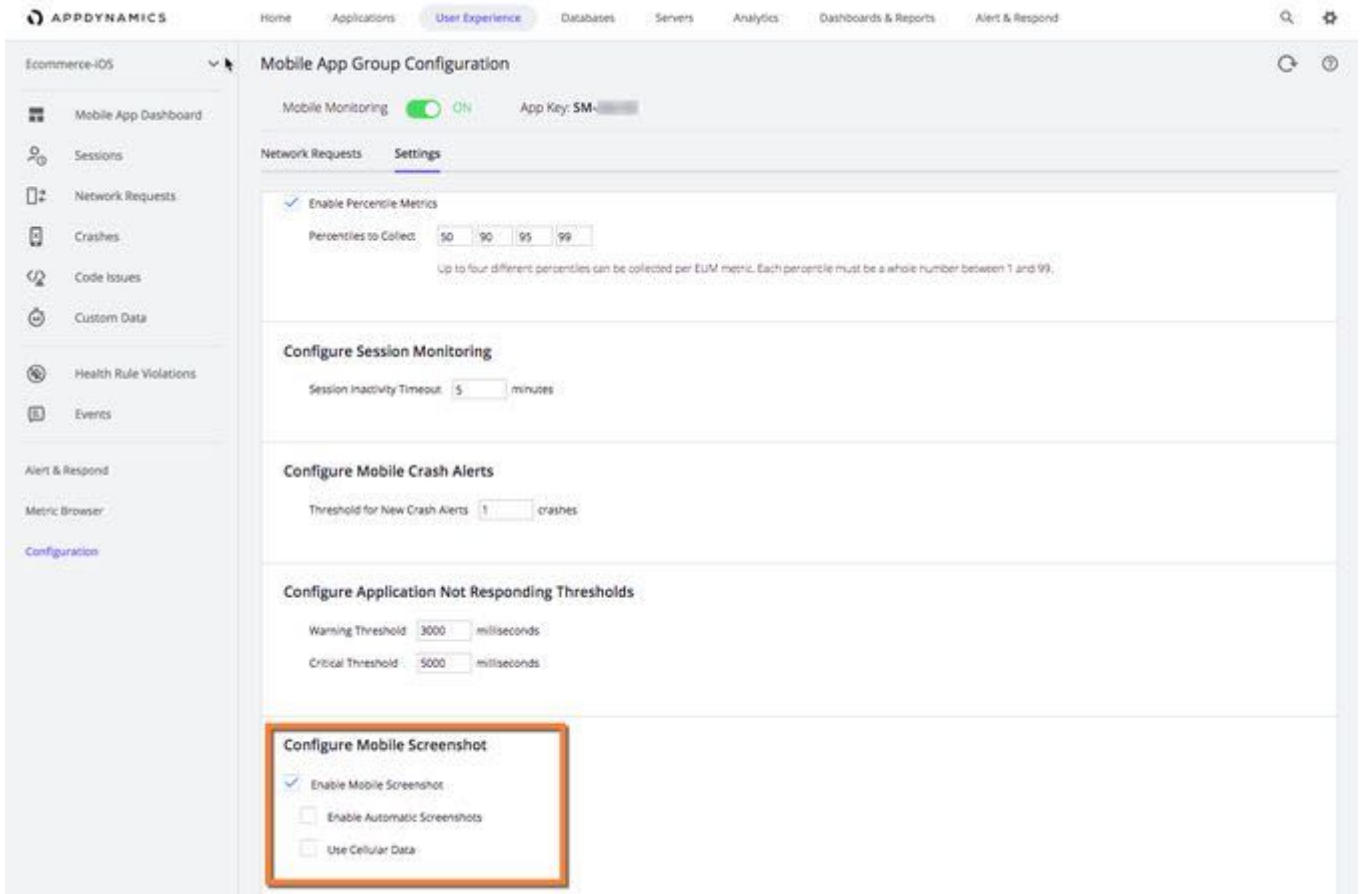 APPDYNAMICS
Home Applications User Experience Databases Servers Analytics Dashboards & Reports Alert & Respond
Ecommerce-iOS
Mobile App Dashboard
Sessions
Network Requests
Crashes
Code Issues
Custom Data
Health Rule Violations
Events
Alert & Respond
Metric Browser
Configuration
Mobile App Group Configuration
Mobile Monitoring ON App Key: SM-
Network Requests Settings
Enable Percentile Metrics
Percentiles to Collect 50 90 95 99
Up to four different percentiles can be collected per EUM metric. Each percentile must be a whole number between 1 and 99.
Configure Session Monitoring
Session Inactivity Timeout 5 minutes
Configure Mobile Crash Alerts
Threshold for New Crash Alerts 1 crashes
Configure Application Not Responding Thresholds
Warning Threshold 3000 milliseconds
Critical Threshold 5000 milliseconds
Configure Mobile Screenshot
Enable Mobile Screenshot
Enable Automatic Screenshots
Use Cellular Data